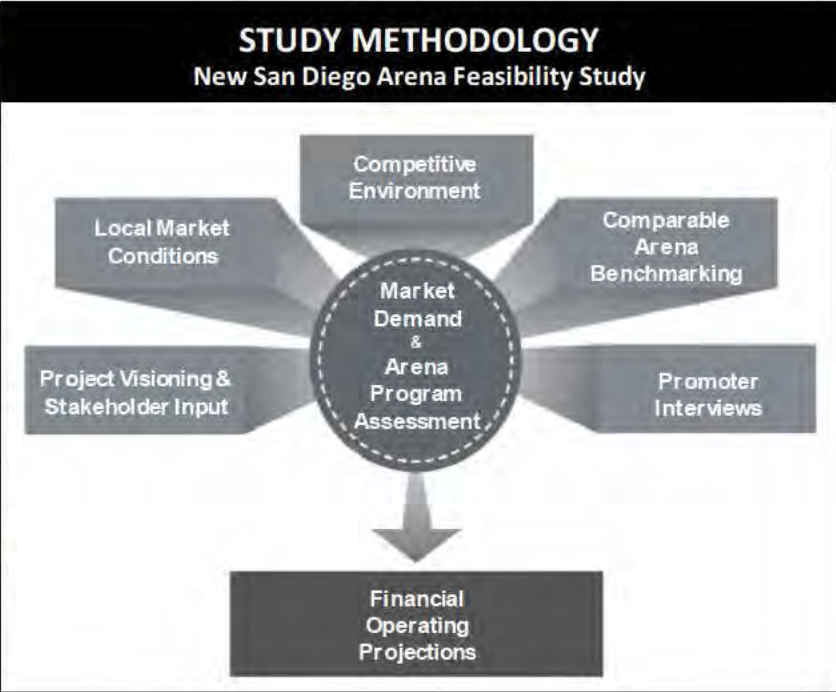 STUDY METHODOLOGY
New San Diego Arena Feasibility Study
Competitive
Environment
Local Market
Conditions
Comparable
Arena
Benchmarking
Project Visioning &
Stakeholder Input
Market
Demand
&
Arena
Program
Assessment
Promoter
Interviews
Financial
Operating
Projections